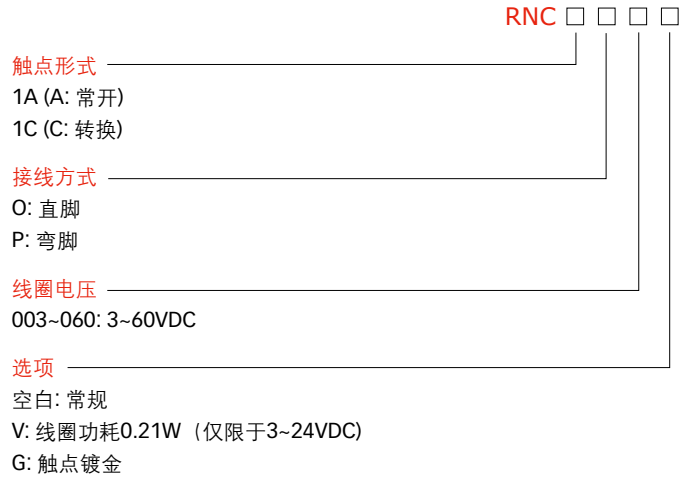 RNC □ □ □ □
触点形式
1A (A: 常开)
1C (C: 转换)
接线方式
O: 直脚
P: 弯脚
线圈电压
003~060: 3~60VDC
选项
空白: 常规
V: 线圈功耗0.21W（仅限于3~24VDC)
G: 触点镀金